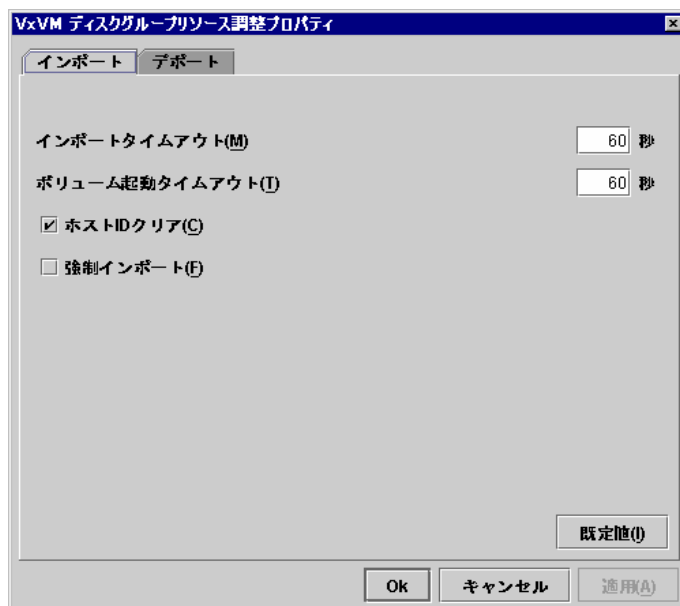 VxVM ディスクグループリソース調整プロパティ
インポート デポート
インポートタイムアウト(M) 60 秒
ボリューム起動タイムアウト(T) 60 秒
ホストIDクリア(C)
強制インポート(F)
既定値(I)
Ok キャンセル 適用(A)